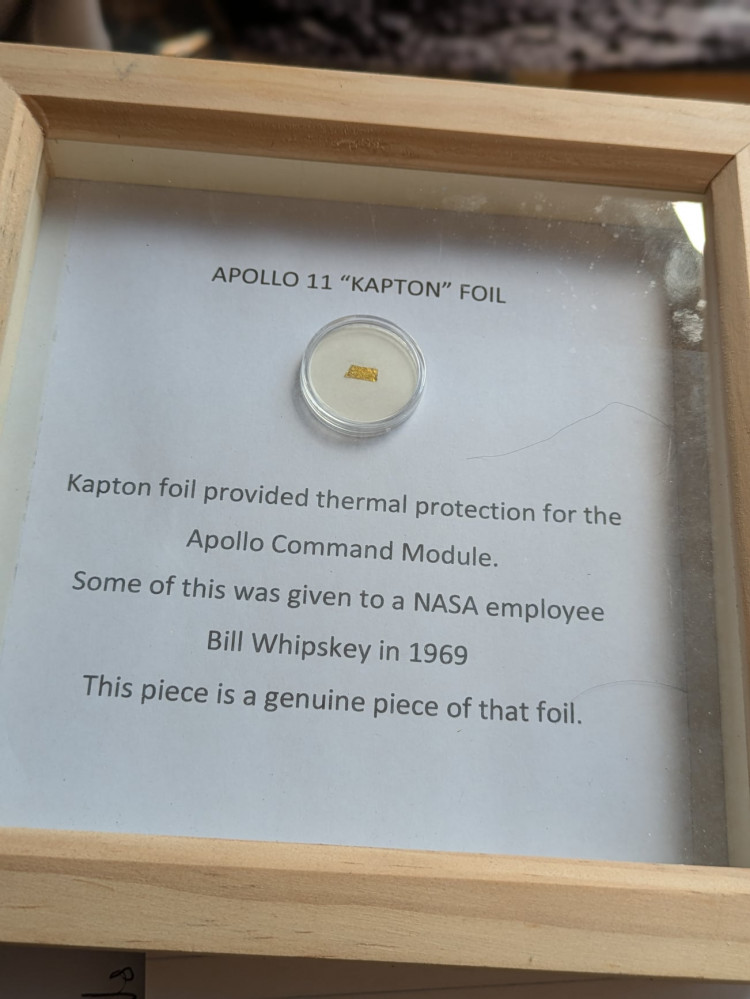 APOLLO 11 “KAPTON” FOIL
Kapton foil provided thermal protection for the
Apollo Command Module.
Some of this was given to a NASA employee
Bill Whipskey in 1969
This piece is a genuine piece of that foil.